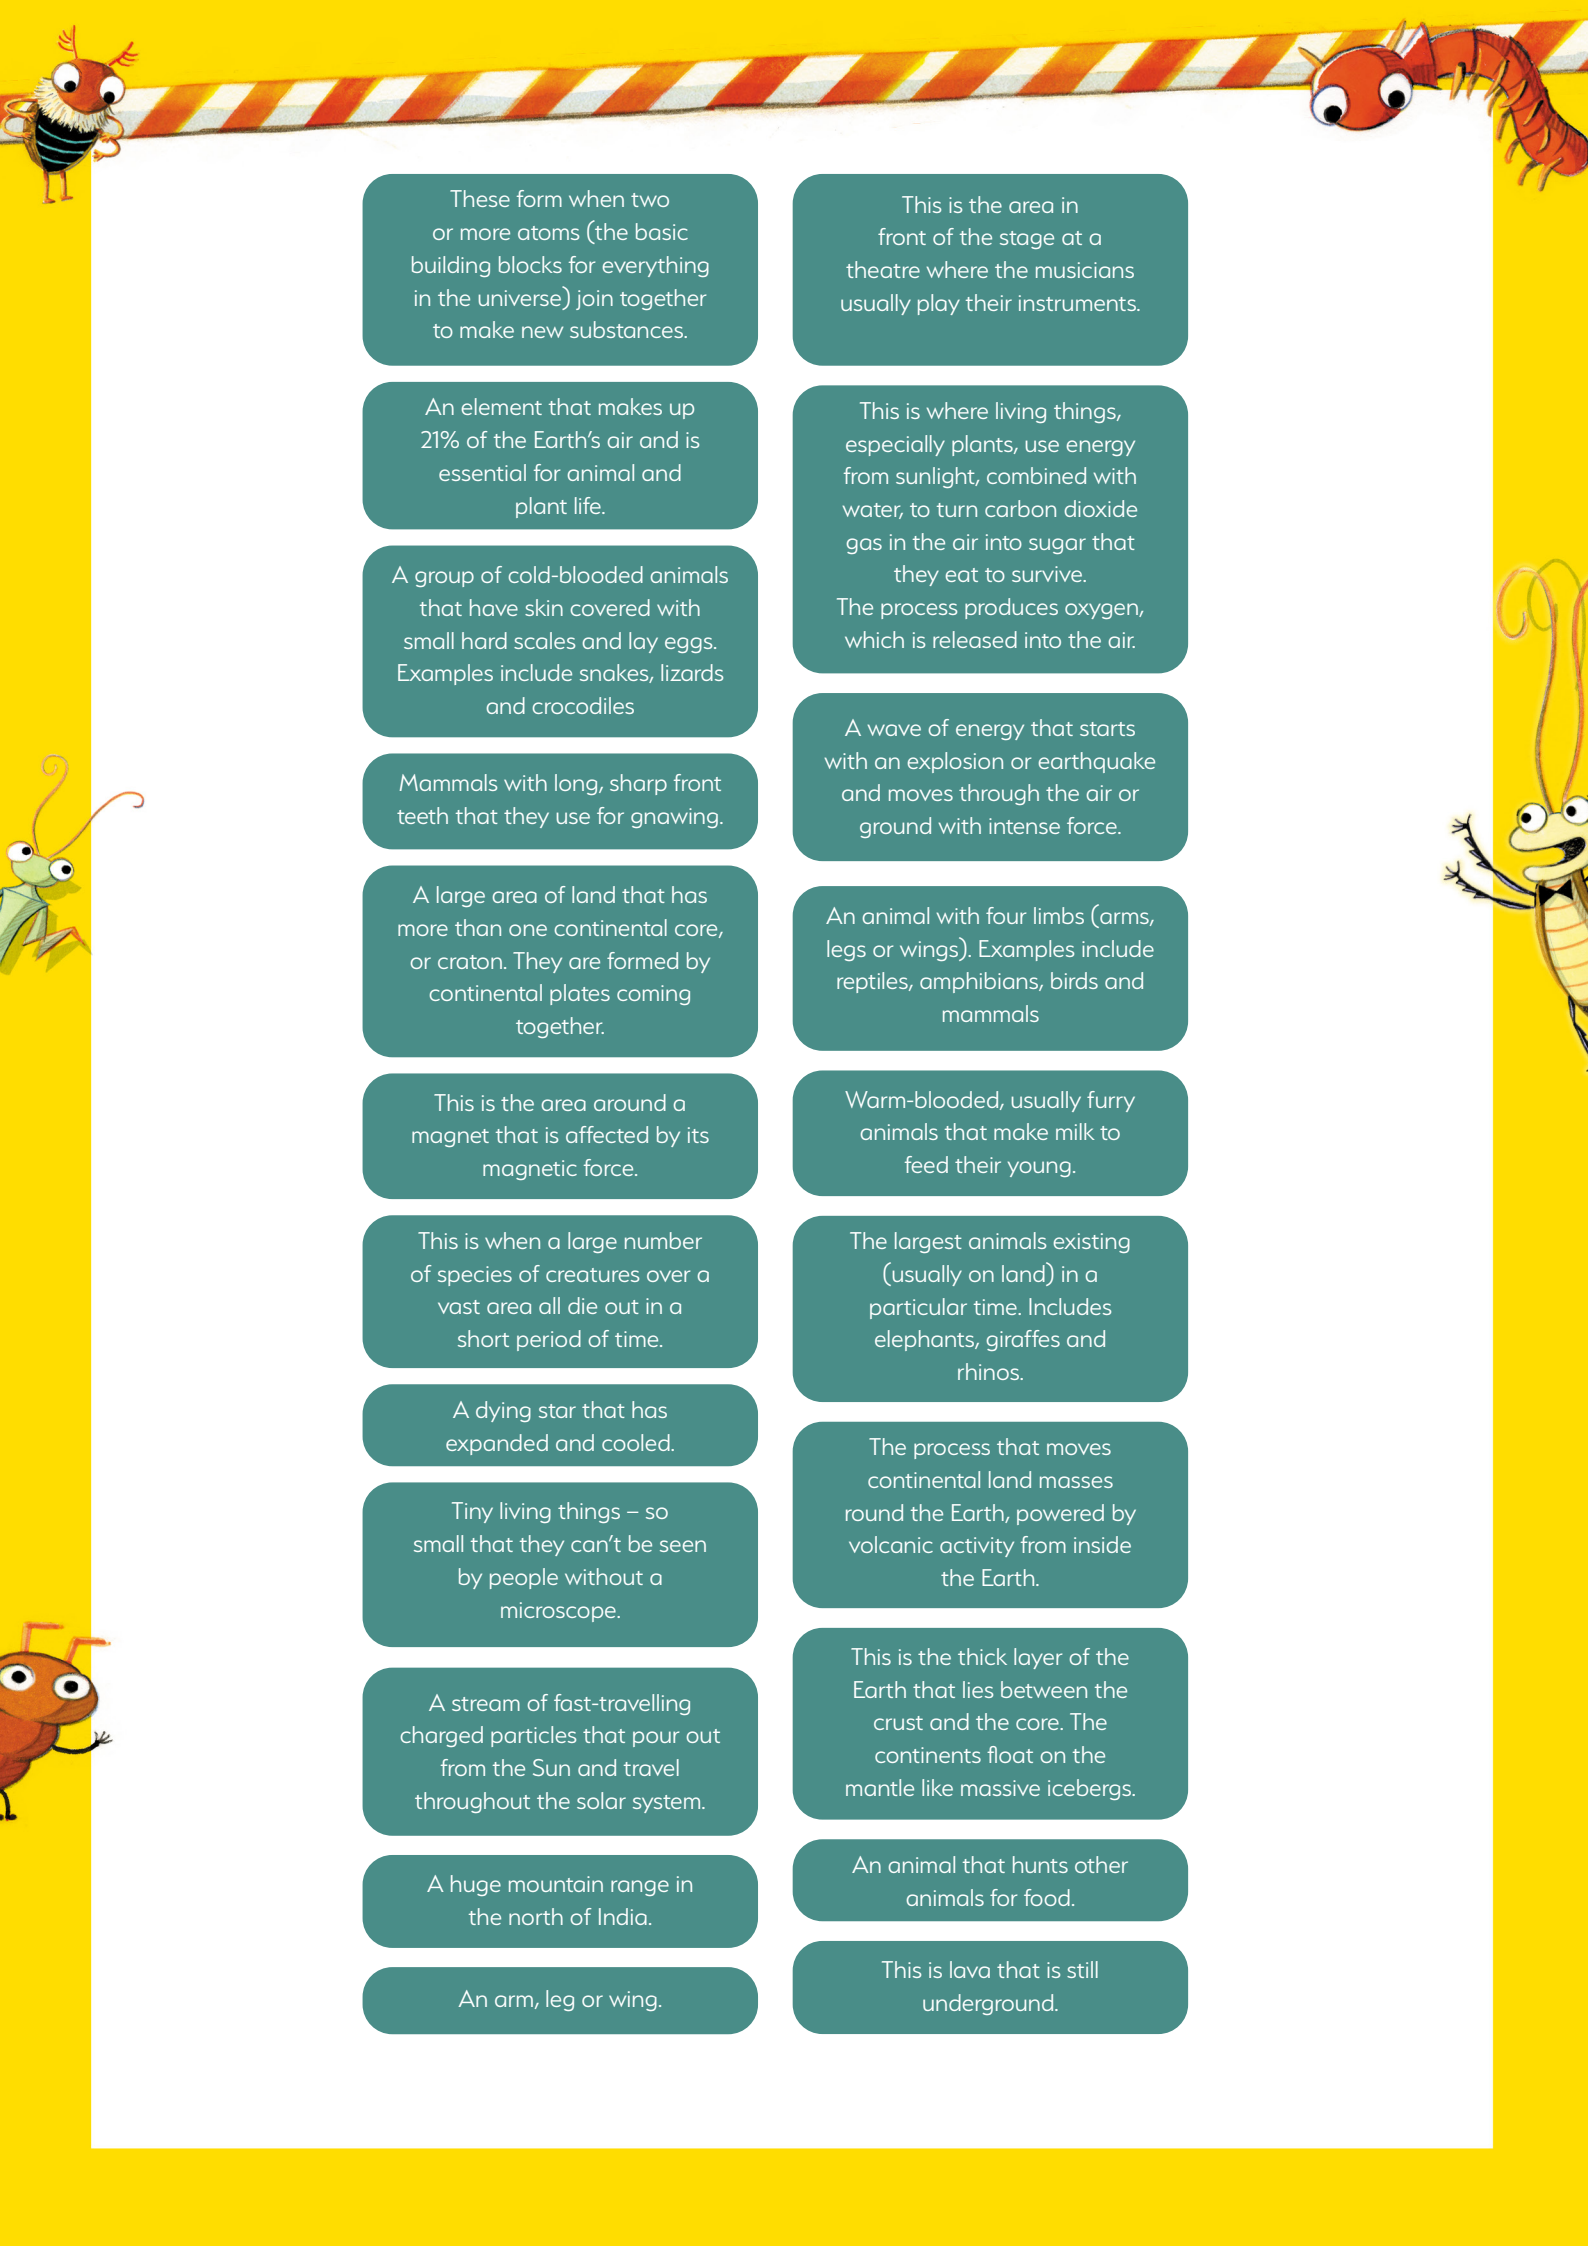 These form when two
or more atoms (the basic
building blocks for everything
in the universe) join together
to make new substances.
An element that makes up
21% of the Earth’s air and is
essential for animal and
plant life.
A group of cold-blooded animals
that have skin covered with
small hard scales and lay eggs.
Examples include snakes, lizards
and crocodiles
Mammals with long, sharp front
teeth that they use for gnawing.
A large area of land that has
more than one continental core,
or craton. They are formed by
continental plates coming
together.
This is the area around a
magnet that is affected by its
magnetic force.
This is when a large number
of species of creatures over a
vast area all die out in a
short period of time.
A dying star that has
expanded and cooled.
Tiny living things – so
small that they can’t be seen
by people without a
microscope.
A stream of fast-travelling
charged particles that pour out
from the Sun and travel
throughout the solar system.
A huge mountain range in
the north of India.
An arm, leg or wing.
This is the area in
front of the stage at a
theatre where the musicians
usually play their instruments.
This is where living things,
especially plants, use energy
from sunlight, combined with
water, to turn carbon dioxide
gas in the air into sugar that
they eat to survive.
The process produces oxygen,
which is released into the air.
A wave of energy that starts
with an explosion or earthquake
and moves through the air or
ground with intense force.
An animal with four limbs (arms,
legs or wings). Examples include
reptiles, amphibians, birds and
mammals
Warm-blooded, usually furry
animals that make milk to
feed their young.
The largest animals existing
(usually on land) in a
particular time. Includes
elephants, giraffes and
rhinos.
The process that moves
continental land masses
round the Earth, powered by
volcanic activity from inside
the Earth.
This is the thick layer of the
Earth that lies between the
crust and the core. The
continents float on the
mantle like massive icebergs.
An animal that hunts other
animals for food.
This is lava that is still
underground.